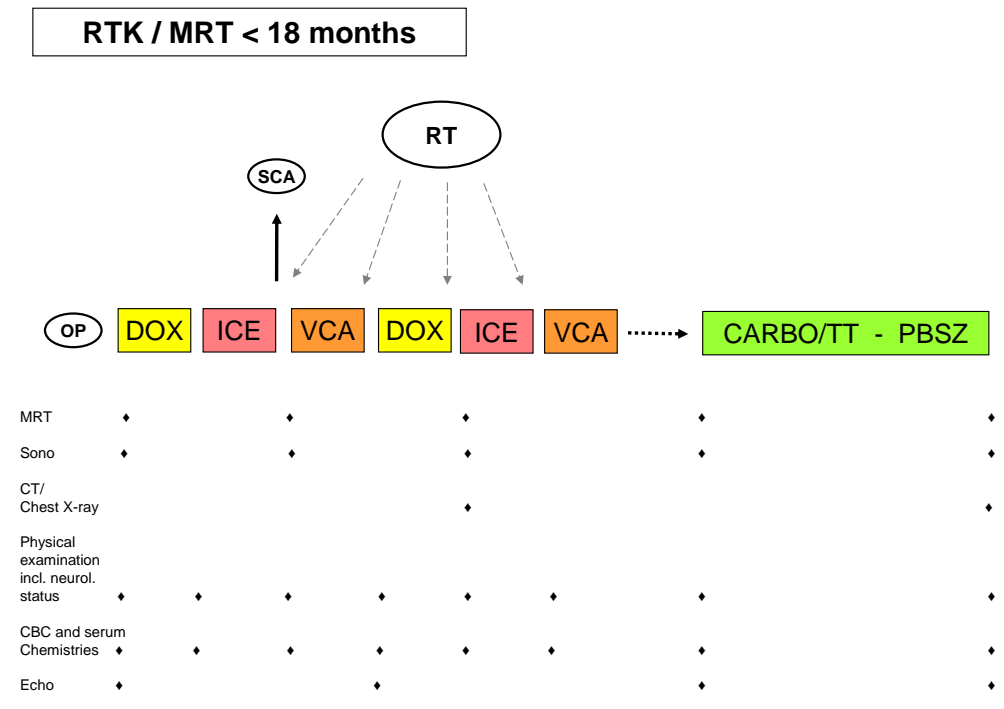 RTK / MRT < 18 months
RT
SCA
OP
DOX
ICE
VCA
DOX
ICE
VCA
CARBO/TT - PBSZ
MRT
Sono
CT/
Chest X-ray
Physical
examination
incl. neurol.
status
CBC and serum
Chemistries
Echo